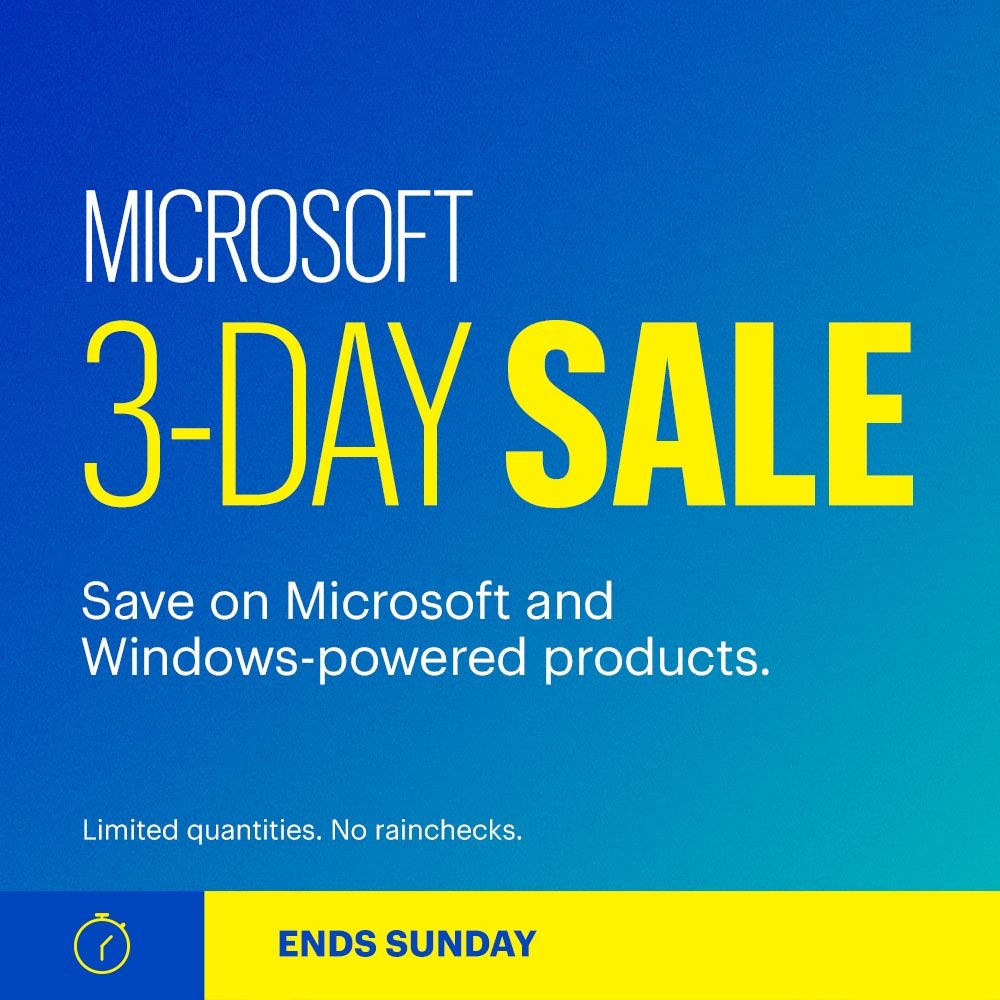 MICROSOFT
3-DAY SALE
Save on Microsoft and
Windows-powered products.
Limited quantities. No rainchecks.
ENDS SUNDAY